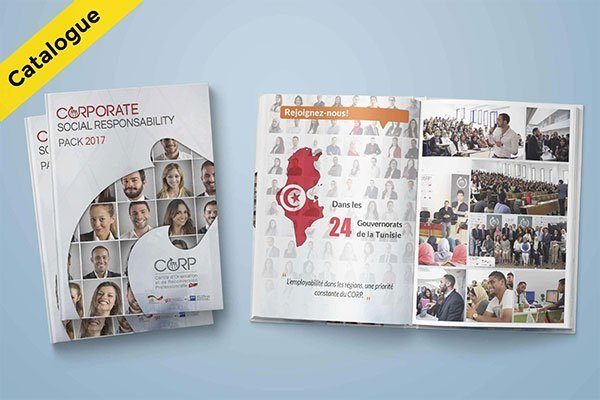 Catalogue
CORPORATE
SOCIAL RESPONSABILITY
PACK 2017
CORP
Centre d'Orientation
et de Reconversion
Professionnelle
Rejoignez-nous!
Dans les
24 Gouvernorats
de la Tunisie
"L'employabilité dans les régions, une priorité
constante du CORP."